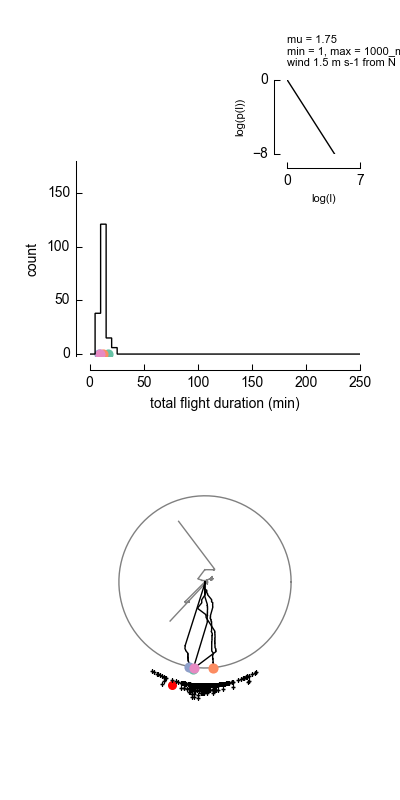 mu = 1.75
min = 1, max = 1000_m
wind 1.5 m s-1 from N
0
log(p(l))
−8
0
7
log(l)
150
100
50
0
count
0
50
100
150
200
250
total flight duration (min)